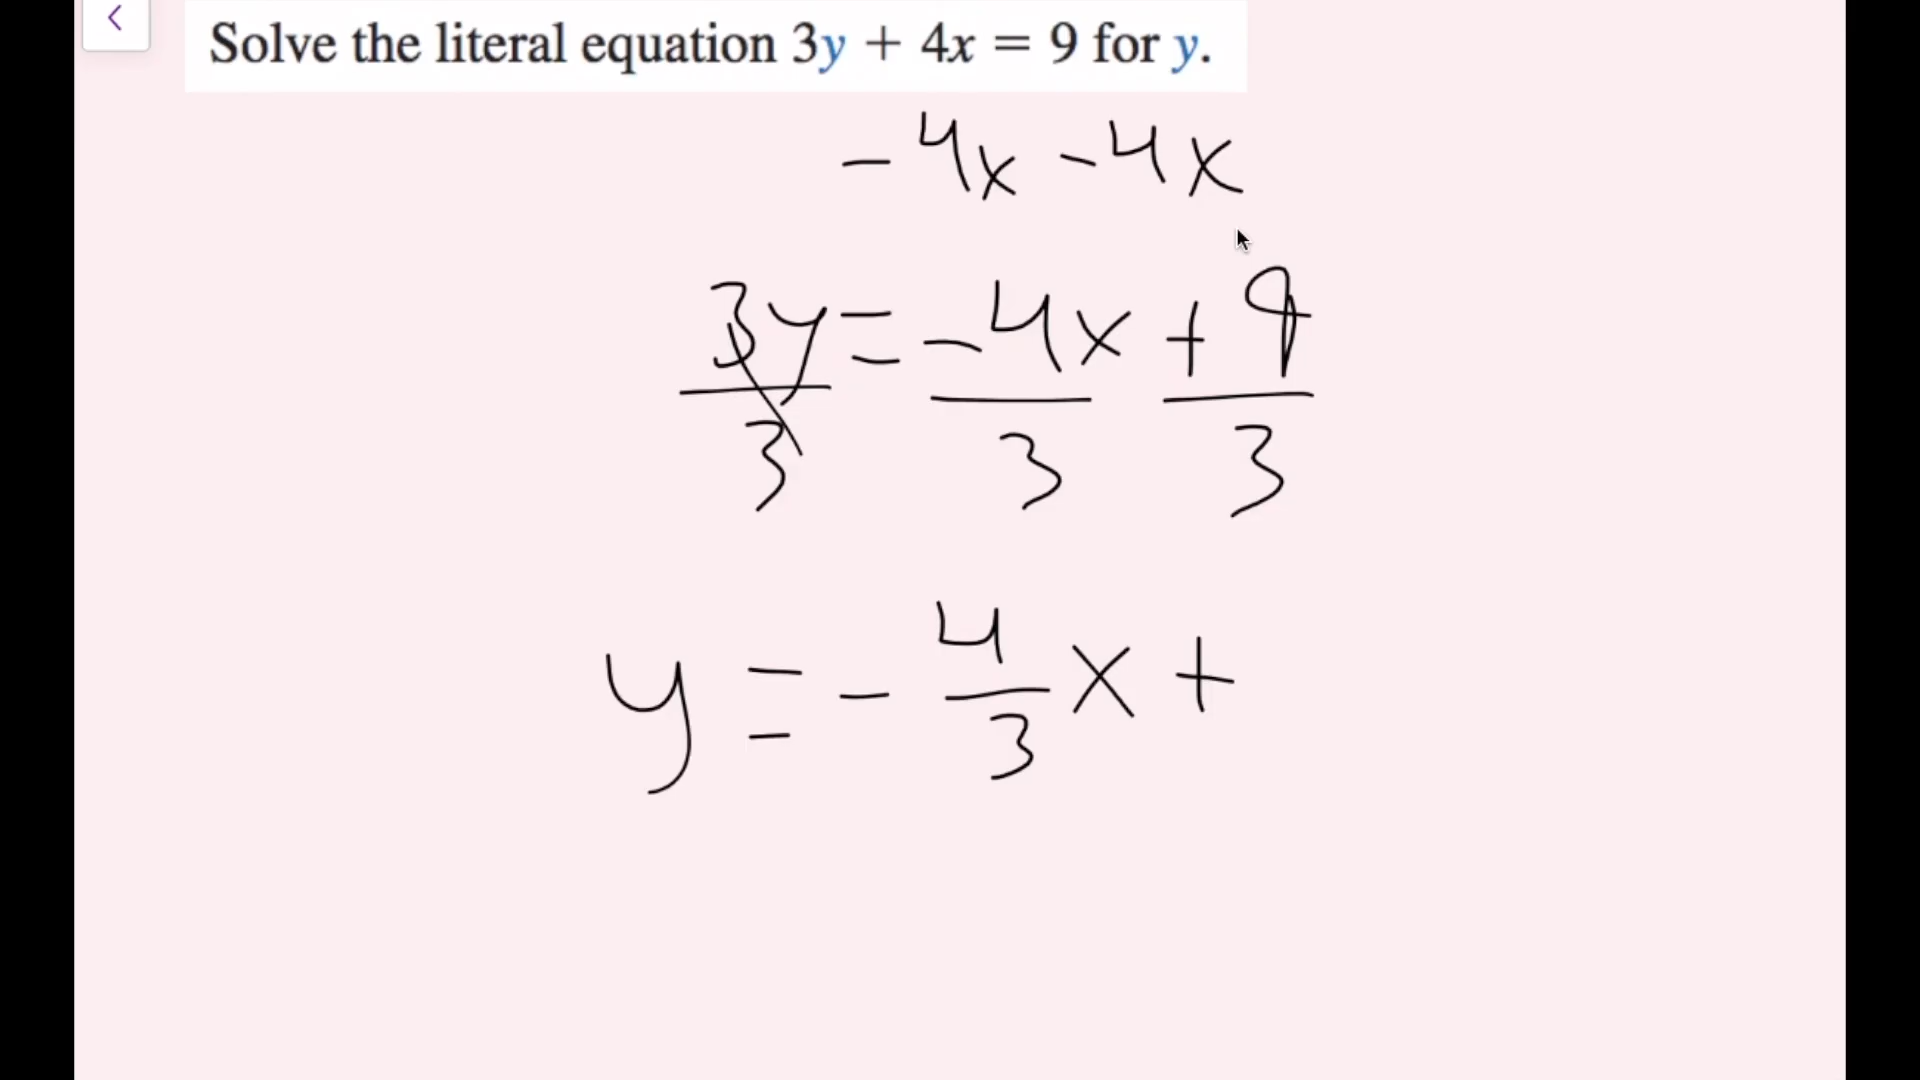 Solve the literal equation 3y + 4x = 9 for y.
- 4x - 4x
3y = -4x + 9
3 3 3
y = - 4/3 x +